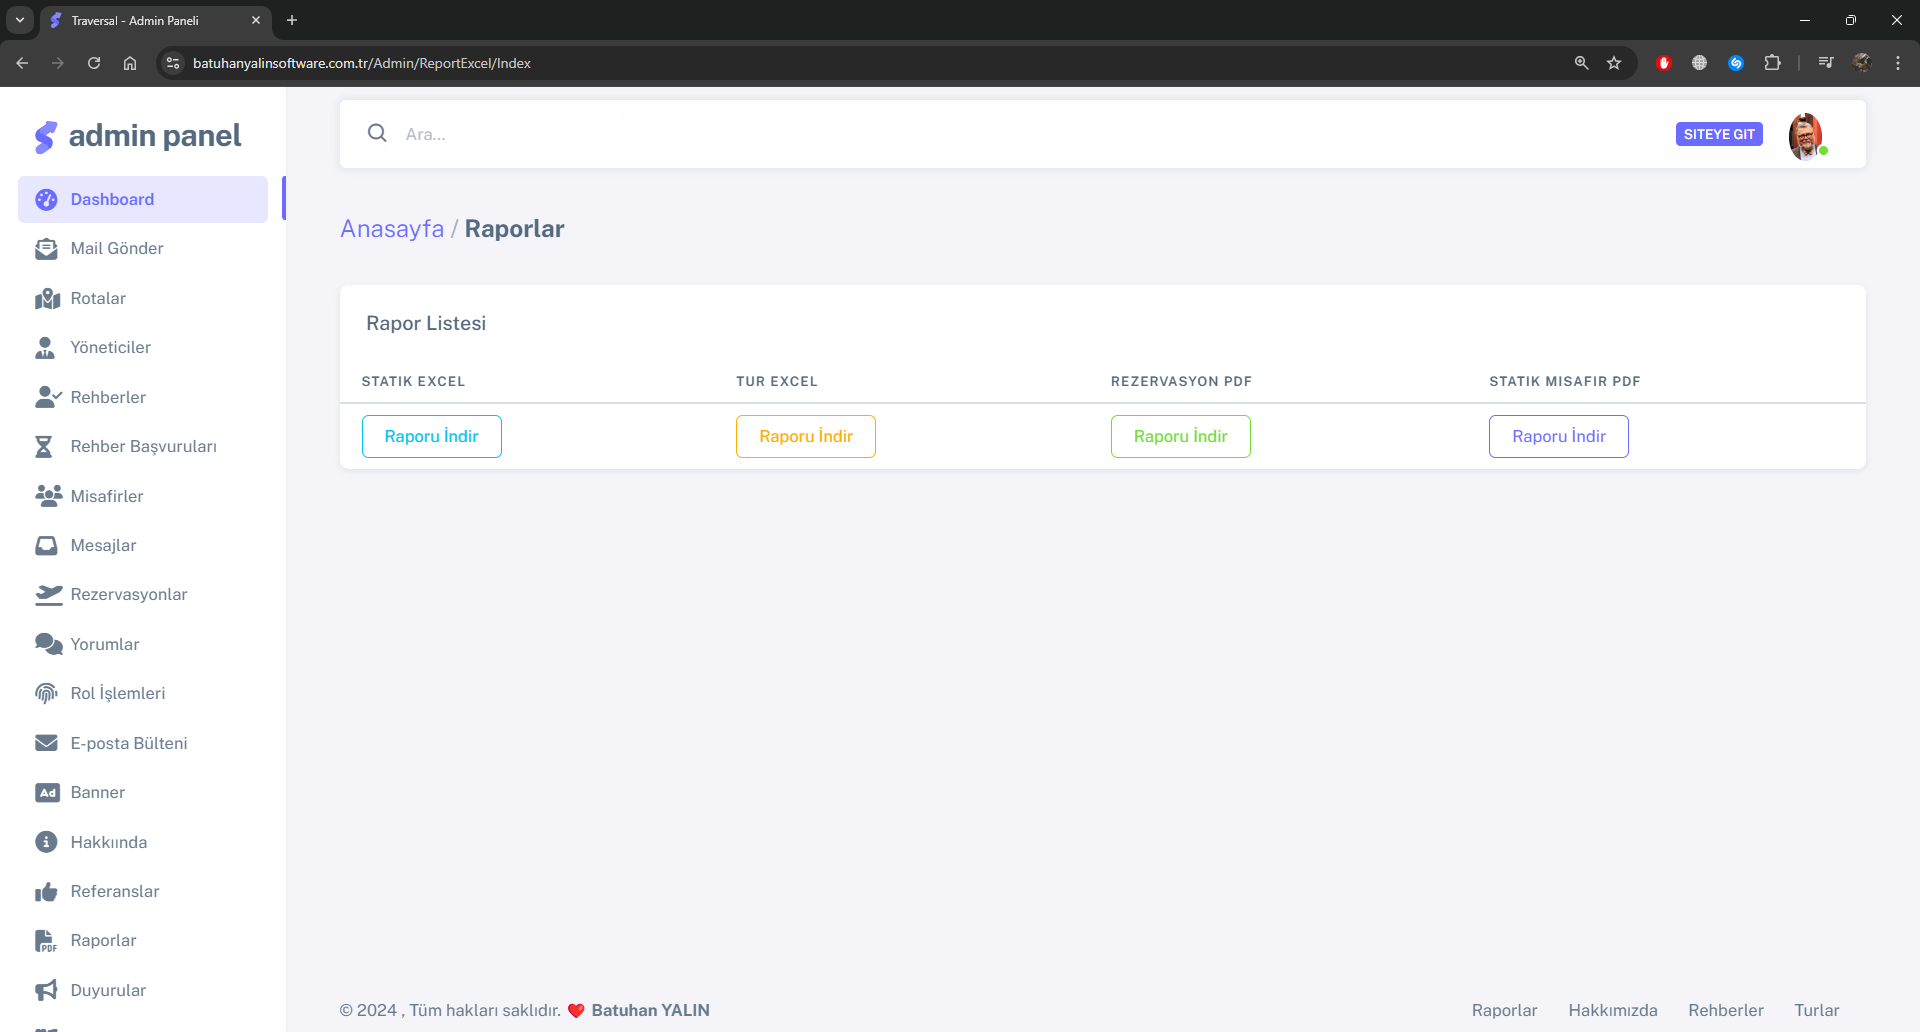 Traversal - Admin Paneli
batuhanyalinsoftware.com.tr/Admin/ReportExcel/Index
admin panel
Dashboard
Mail Gönder
Rotalar
Yöneticiler
Rehberler
Rehber Başvuruları
Misafirler
Mesajlar
Rezervasyonlar
Yorumlar
Rol İşlemleri
E-posta Bülteni
Ad Banner
Hakkıında
Referanslar
PDF Raporlar
Duyurular
Ara...
SITEYE GIT
Anasayfa / Raporlar
Rapor Listesi
STATIK EXCEL TUR EXCEL REZERVASYON PDF STATIK MISAFIR PDF
Raporu İndir Raporu İndir Raporu İndir Raporu İndir
© 2024 , Tüm hakları saklıdır. ❤️ Batuhan YALIN
Raporlar Hakkımızda Rehberler Turlar